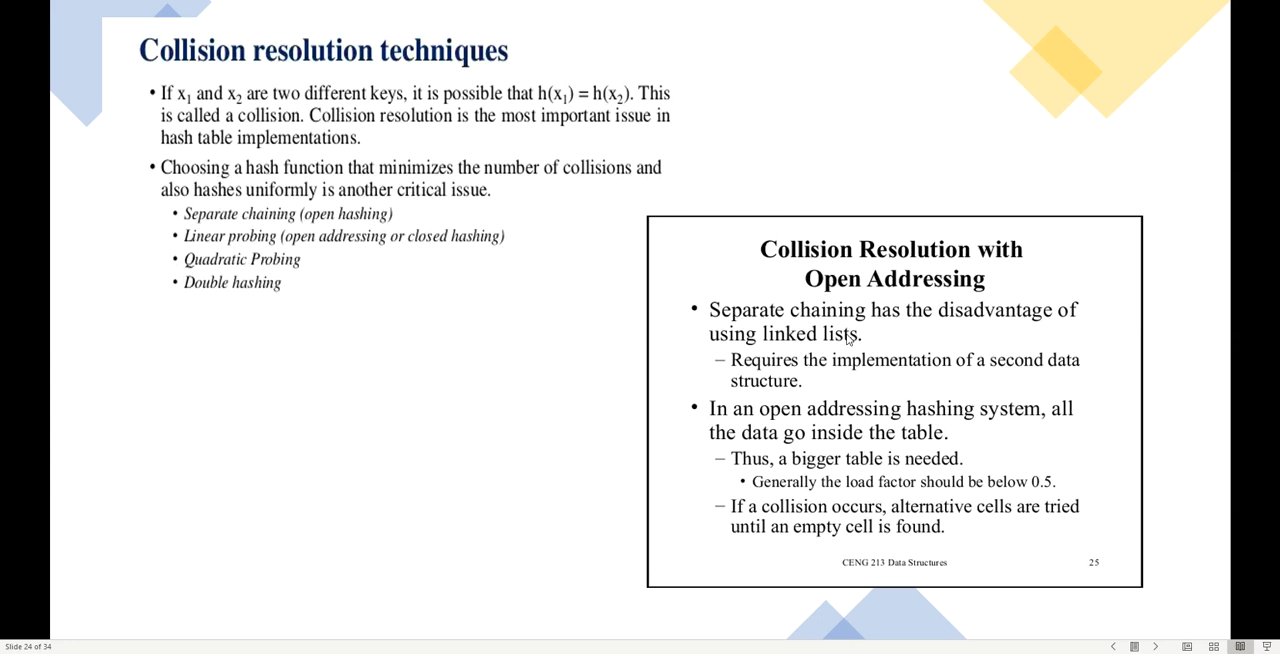 Collision resolution techniques
• If x₁ and x₂ are two different keys, it is possible that h(x₁) = h(x₂). This
is called a collision. Collision resolution is the most important issue in
hash table implementations.
• Choosing a hash function that minimizes the number of collisions and
also hashes uniformly is another critical issue.
• Separate chaining (open hashing)
• Linear probing (open addressing or closed hashing)
• Quadratic Probing
• Double hashing
Collision Resolution with
Open Addressing
• Separate chaining has the disadvantage of
using linked lists.
– Requires the implementation of a second data
structure.
• In an open addressing hashing system, all
the data go inside the table.
– Thus, a bigger table is needed.
• Generally the load factor should be below 0.5.
– If a collision occurs, alternative cells are tried
until an empty cell is found.
CENG 213 Data Structures 25
Slide 24 of 34